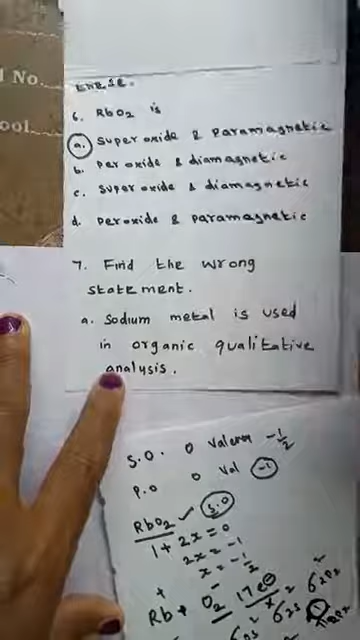 No.
ool
these.
6. RbO2 is
a. Super oxide & Paramagnetic
b. per oxide & diamagnetic
c. super oxide & diamagnetic
d. peroxide & paramagnetic
7. Find the wrong
statement.
a. Sodium metal is used
in organic qualitative
analysis.
S.O. O Valency -1/2
P.O O Val -1
RbO2 S.O
1 + 2x = 0
2x = -1
x = -1/2
Rb+ O2- 17e